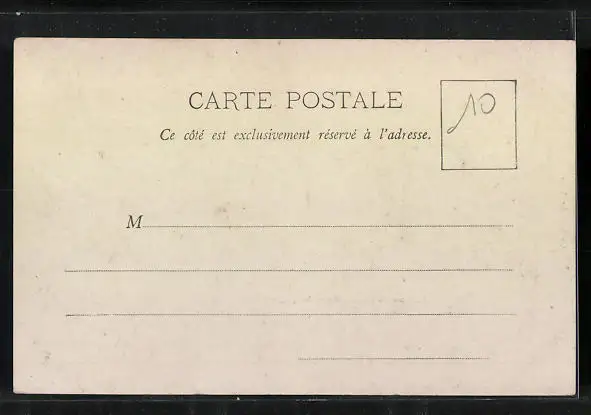 CARTE POSTALE
10
Ce côté est exclusivement réservé à l'adresse.
M